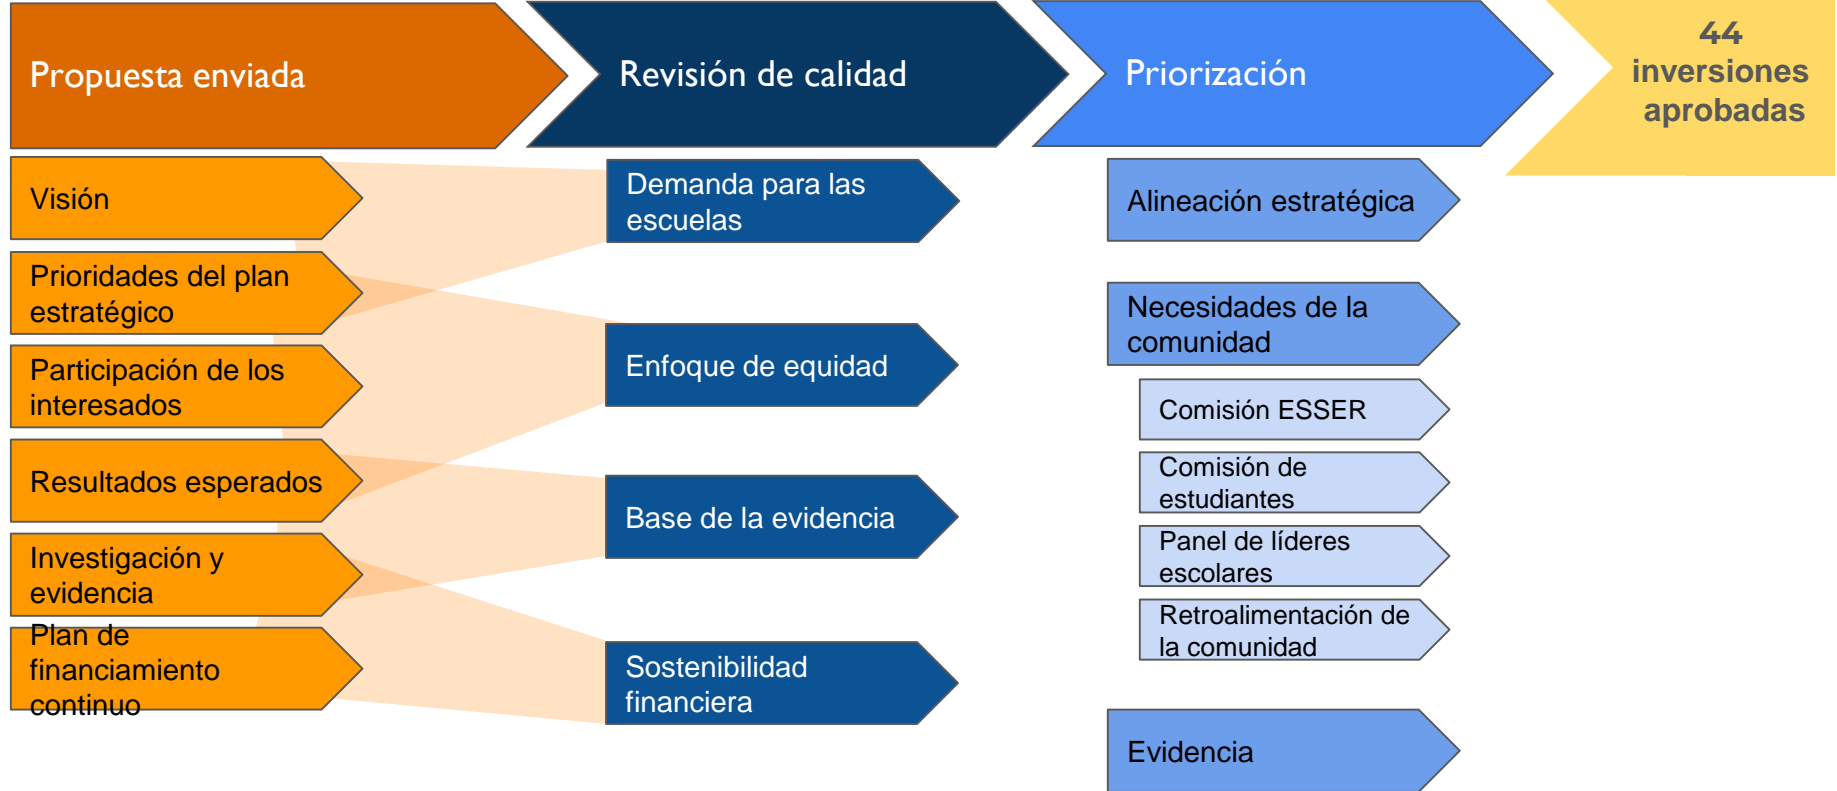 Propuesta enviada
Revisión de calidad
Priorización
44
inversiones
aprobadas
Visión
Prioridades del plan
estratégico
Participación de los
interesados
Resultados esperados
Investigación y
evidencia
Plan de
financiamiento
continuo
Demanda para las
escuelas
Enfoque de equidad
Base de la evidencia
Sostenibilidad
financiera
Alineación estratégica
Necesidades de la
comunidad
Comisión ESSER
Comisión de
estudiantes
Panel de líderes
escolares
Retroalimentación de
la comunidad
Evidencia